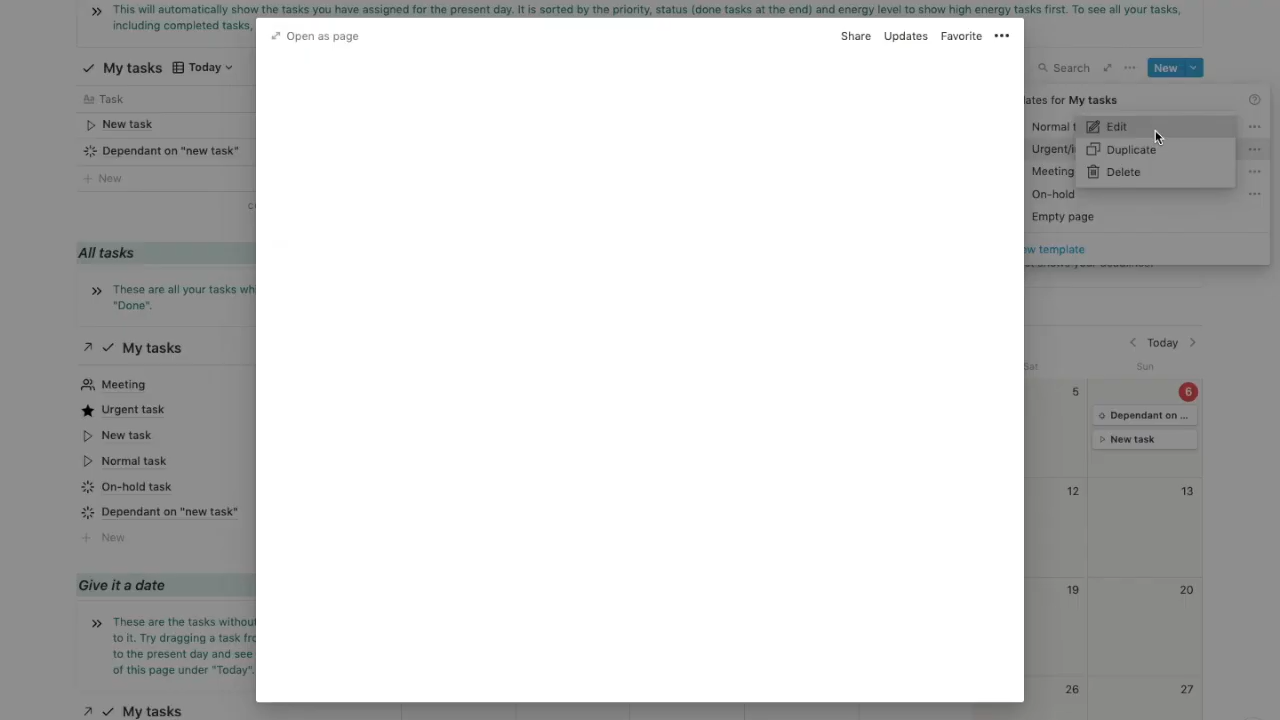 This will automatically show the tasks you have assigned for the present day. It is sorted by the priority, status (done tasks at the end) and energy level to show high energy tasks first. To see all your tasks,
including completed tasks,
Open as page
Share Updates Favorite
My tasks Today
Search New
Aa Task
New task
Dependant on "new task"
New
My tasks
Normal
Urgent/i
Meeting
On-hold
Empty page
ew template
Edit
Duplicate
Delete
All tasks
These are all your tasks
"Done".
My tasks
Meeting
Urgent task
New task
Normal task
On-hold task
Dependant on "new task"
New
Give it a date
These are the tasks without
to it. Try dragging a task
to the present day and see
of this page under "Today".
My tasks
Today
Sat Sun
5 6
Dependant on ...
New task
12 13
19 20
26 27